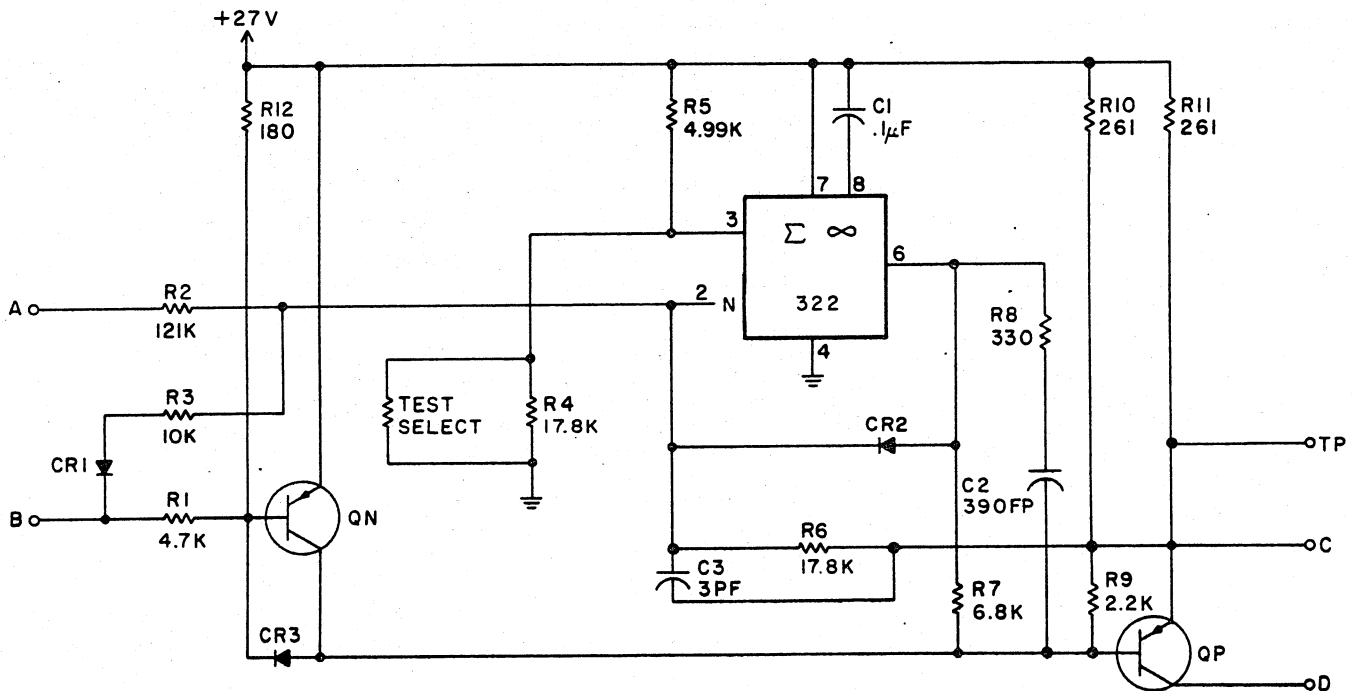 +27V
R12
180
R5
4.99K
C1
.1µF
R10
261
R11
261
7
8
3
Σ ∞
6
2
N
322
4
A
R2
121K
R8
330
R3
10K
TEST
SELECT
R4
17.8K
CR2
TP
CR1
C2
390FP
B
R1
4.7K
QN
R6
17.8K
C
C3
3PF
R7
6.8K
R9
2.2K
CR3
QP
D